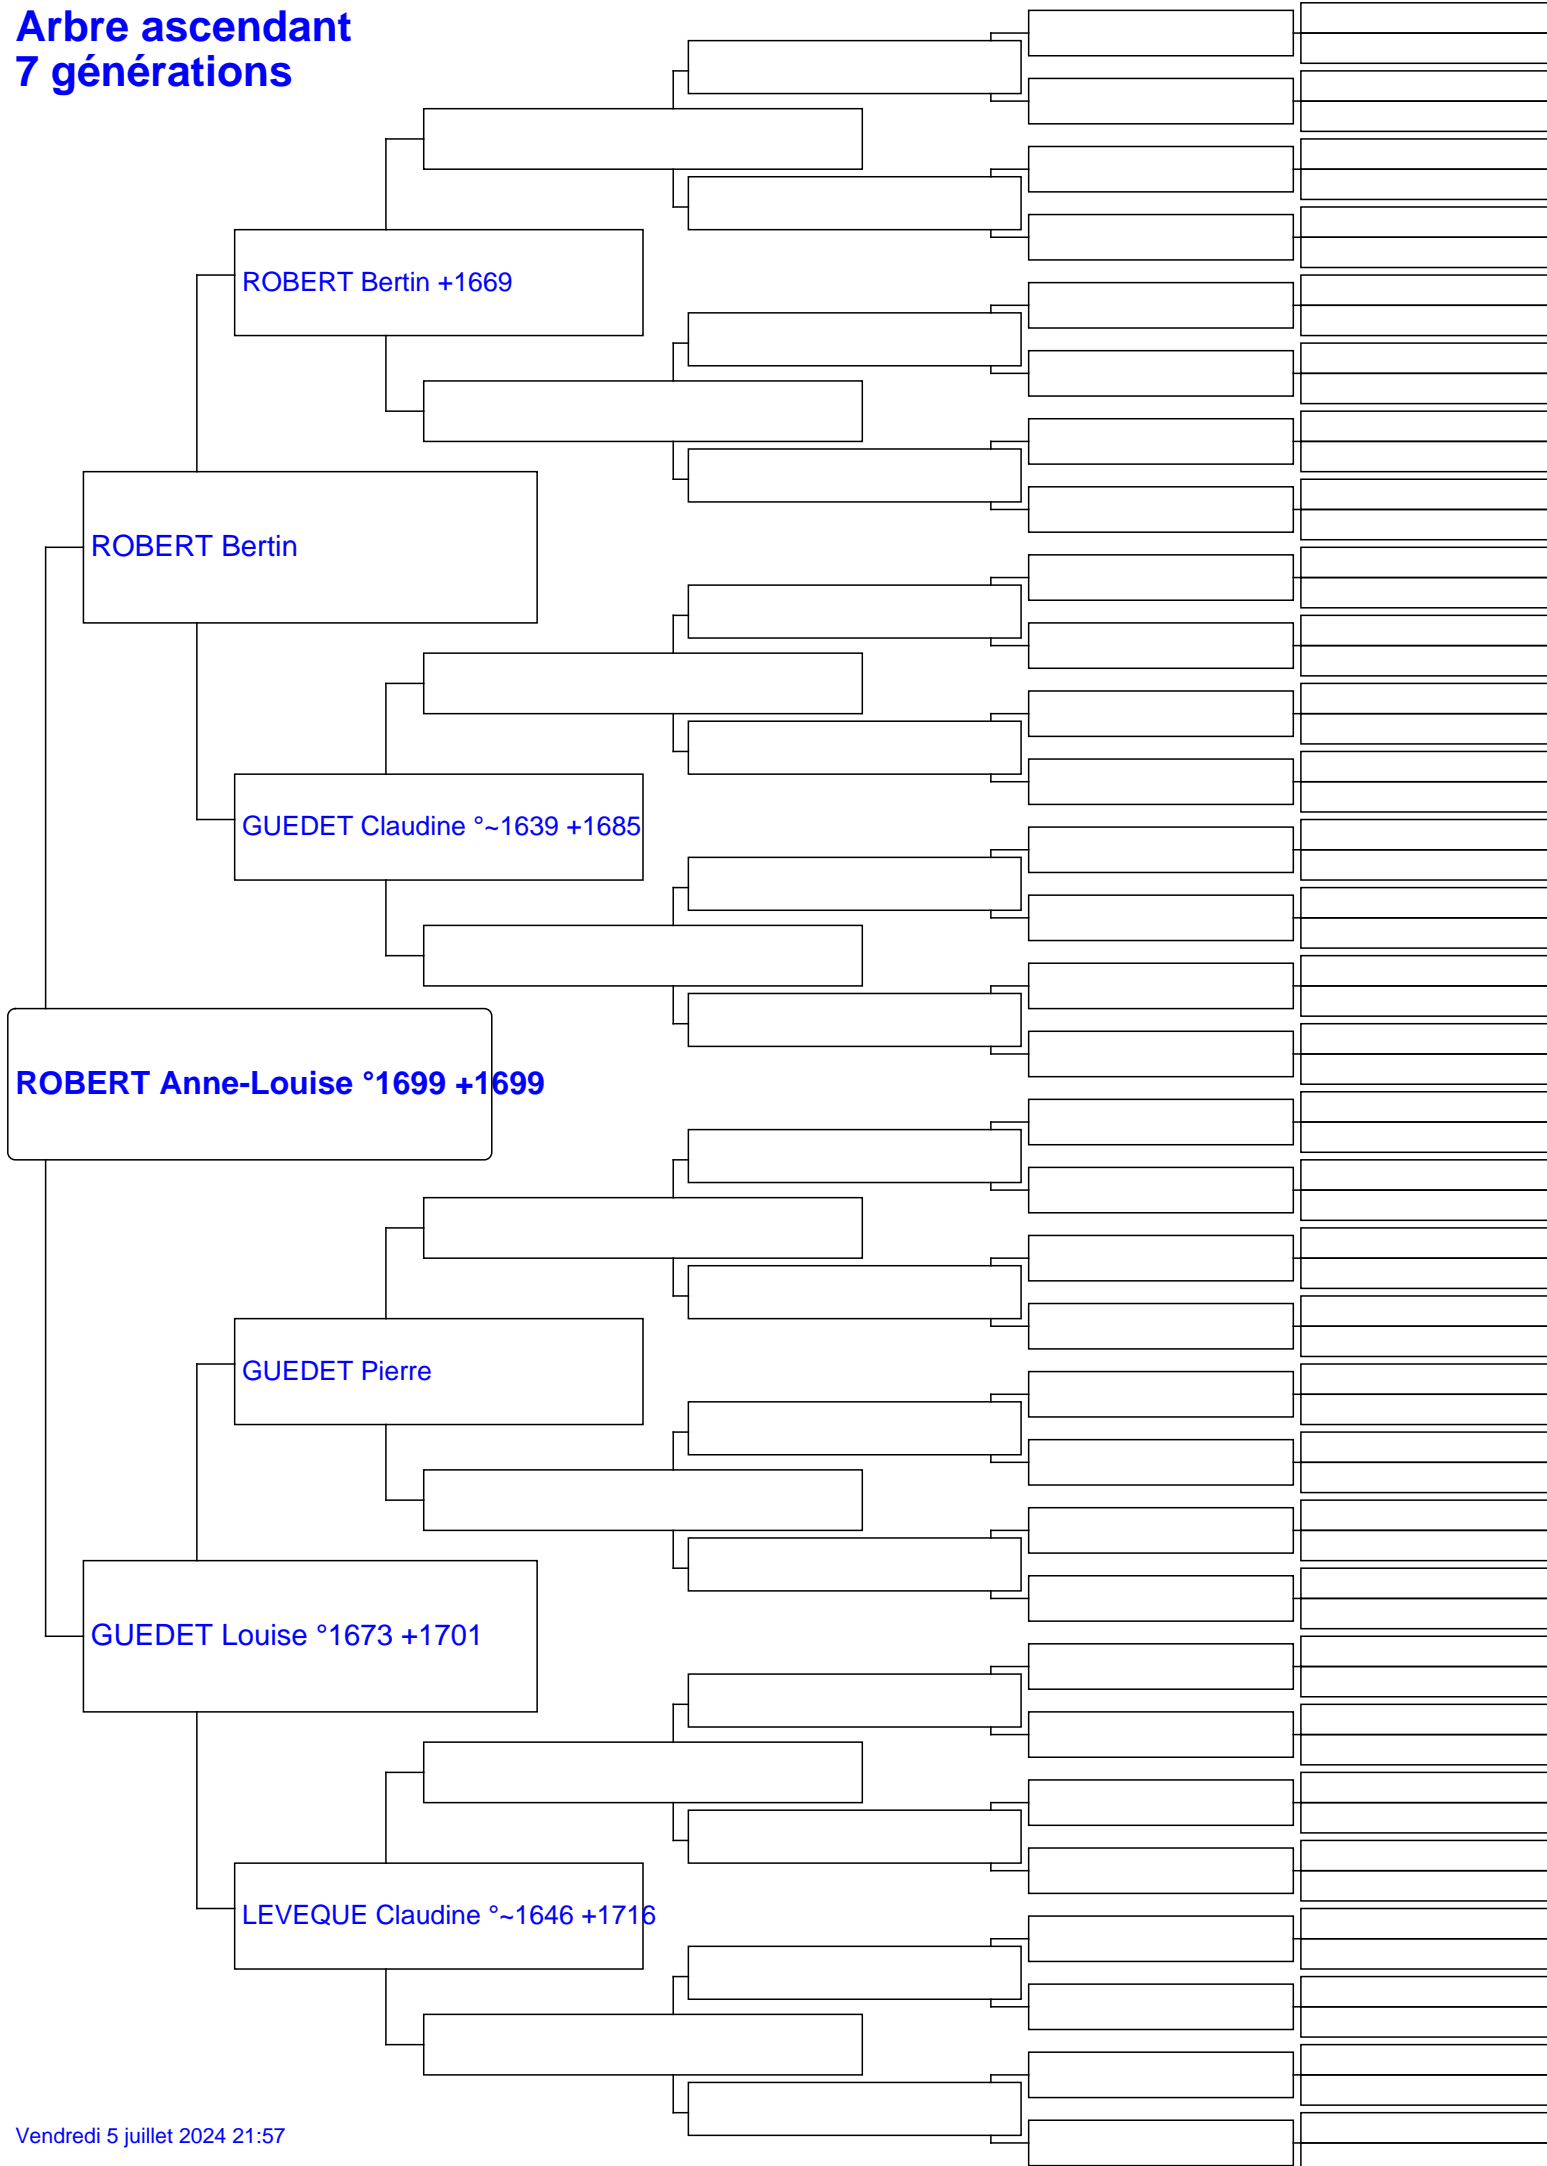 Arbre ascendant
7 générations
ROBERT Bertin +1669
ROBERT Bertin
GUEDET Claudine °~1639 +1685
ROBERT Anne-Louise °1699 +1699
GUEDET Pierre
GUEDET Louise °1673 +1701
LEVEQUE Claudine °~1646 +1716
Vendredi 5 juillet 2024 21:57